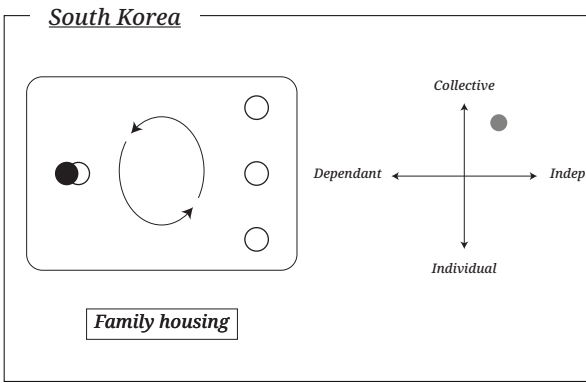 South Korea
Collective
Dependant
Indep
Individual
Family housing